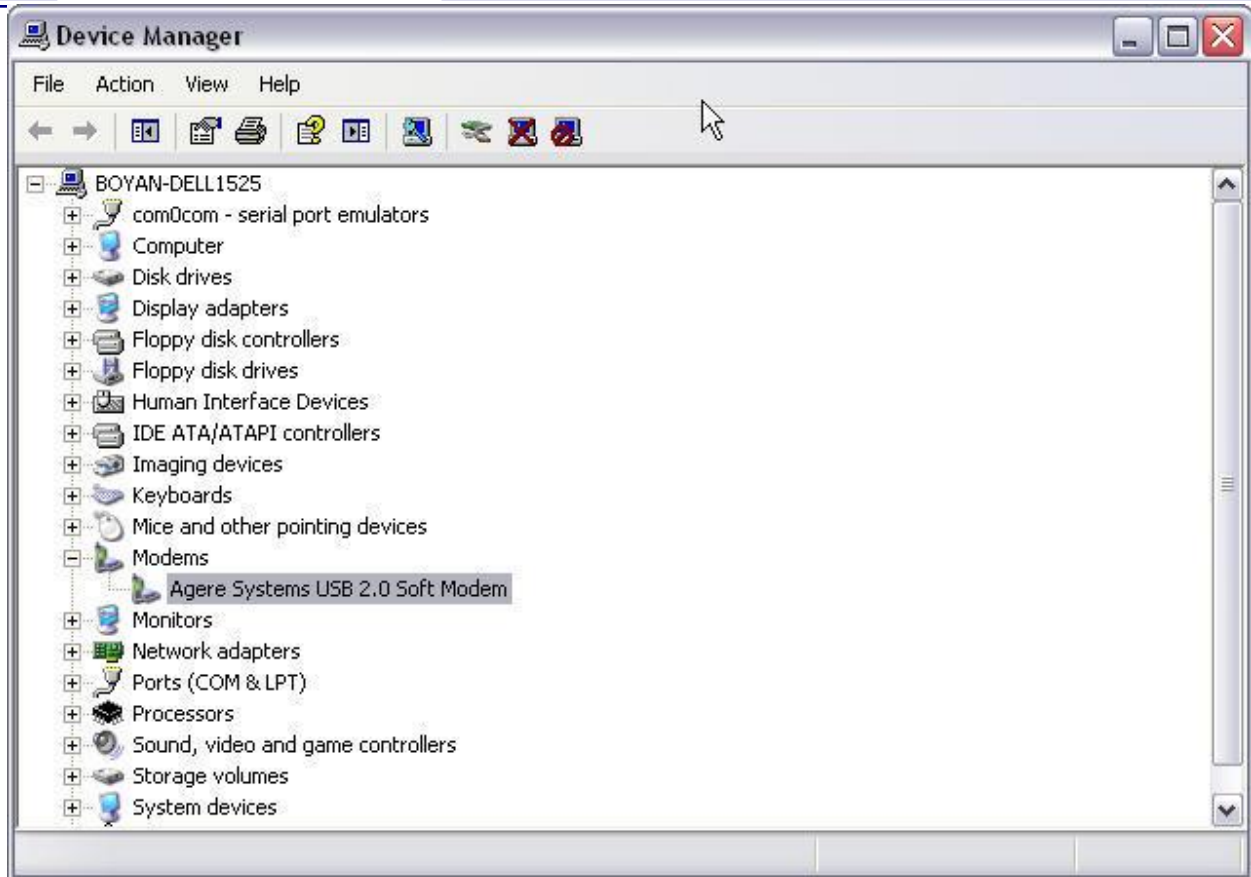 Device Manager
File Action View Help
BOYAN-DELL1525
com0com - serial port emulators
Computer
Disk drives
Display adapters
Floppy disk controllers
Floppy disk drives
Human Interface Devices
IDE ATA/ATAPI controllers
Imaging devices
Keyboards
Mice and other pointing devices
Modems
Agere Systems USB 2.0 Soft Modem
Monitors
Network adapters
Ports (COM & LPT)
Processors
Sound, video and game controllers
Storage volumes
System devices